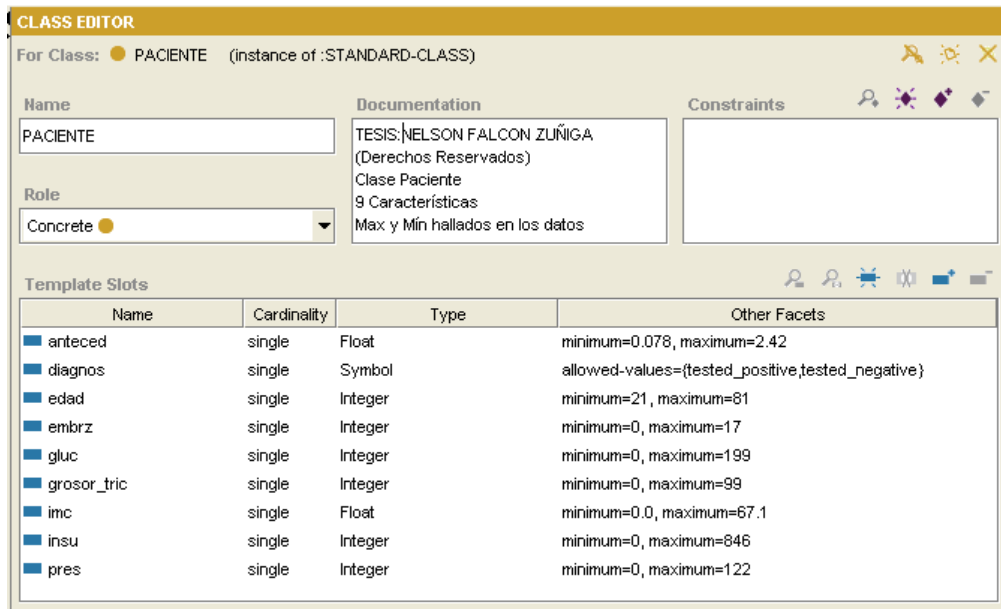 CLASS EDITOR
For Class: PACIENTE (instance of :STANDARD-CLASS)
Name
PACIENTE
Role
Concrete
Documentation
TESIS:NELSON FALCON ZUÑIGA
(Derechos Reservados)
Clase Paciente
9 Características
Max y Mín hallados en los datos
Constraints
Template Slots
Name Cardinality Type Other Facets
anteced single Float minimum=0.078, maximum=2.42
diagnos single Symbol allowed-values={tested_positive,tested_negative}
edad single Integer minimum=21, maximum=81
embrz single Integer minimum=0, maximum=17
gluc single Integer minimum=0, maximum=199
grosor_tric single Integer minimum=0, maximum=99
imc single Float minimum=0.0, maximum=67.1
insu single Integer minimum=0, maximum=846
pres single Integer minimum=0, maximum=122